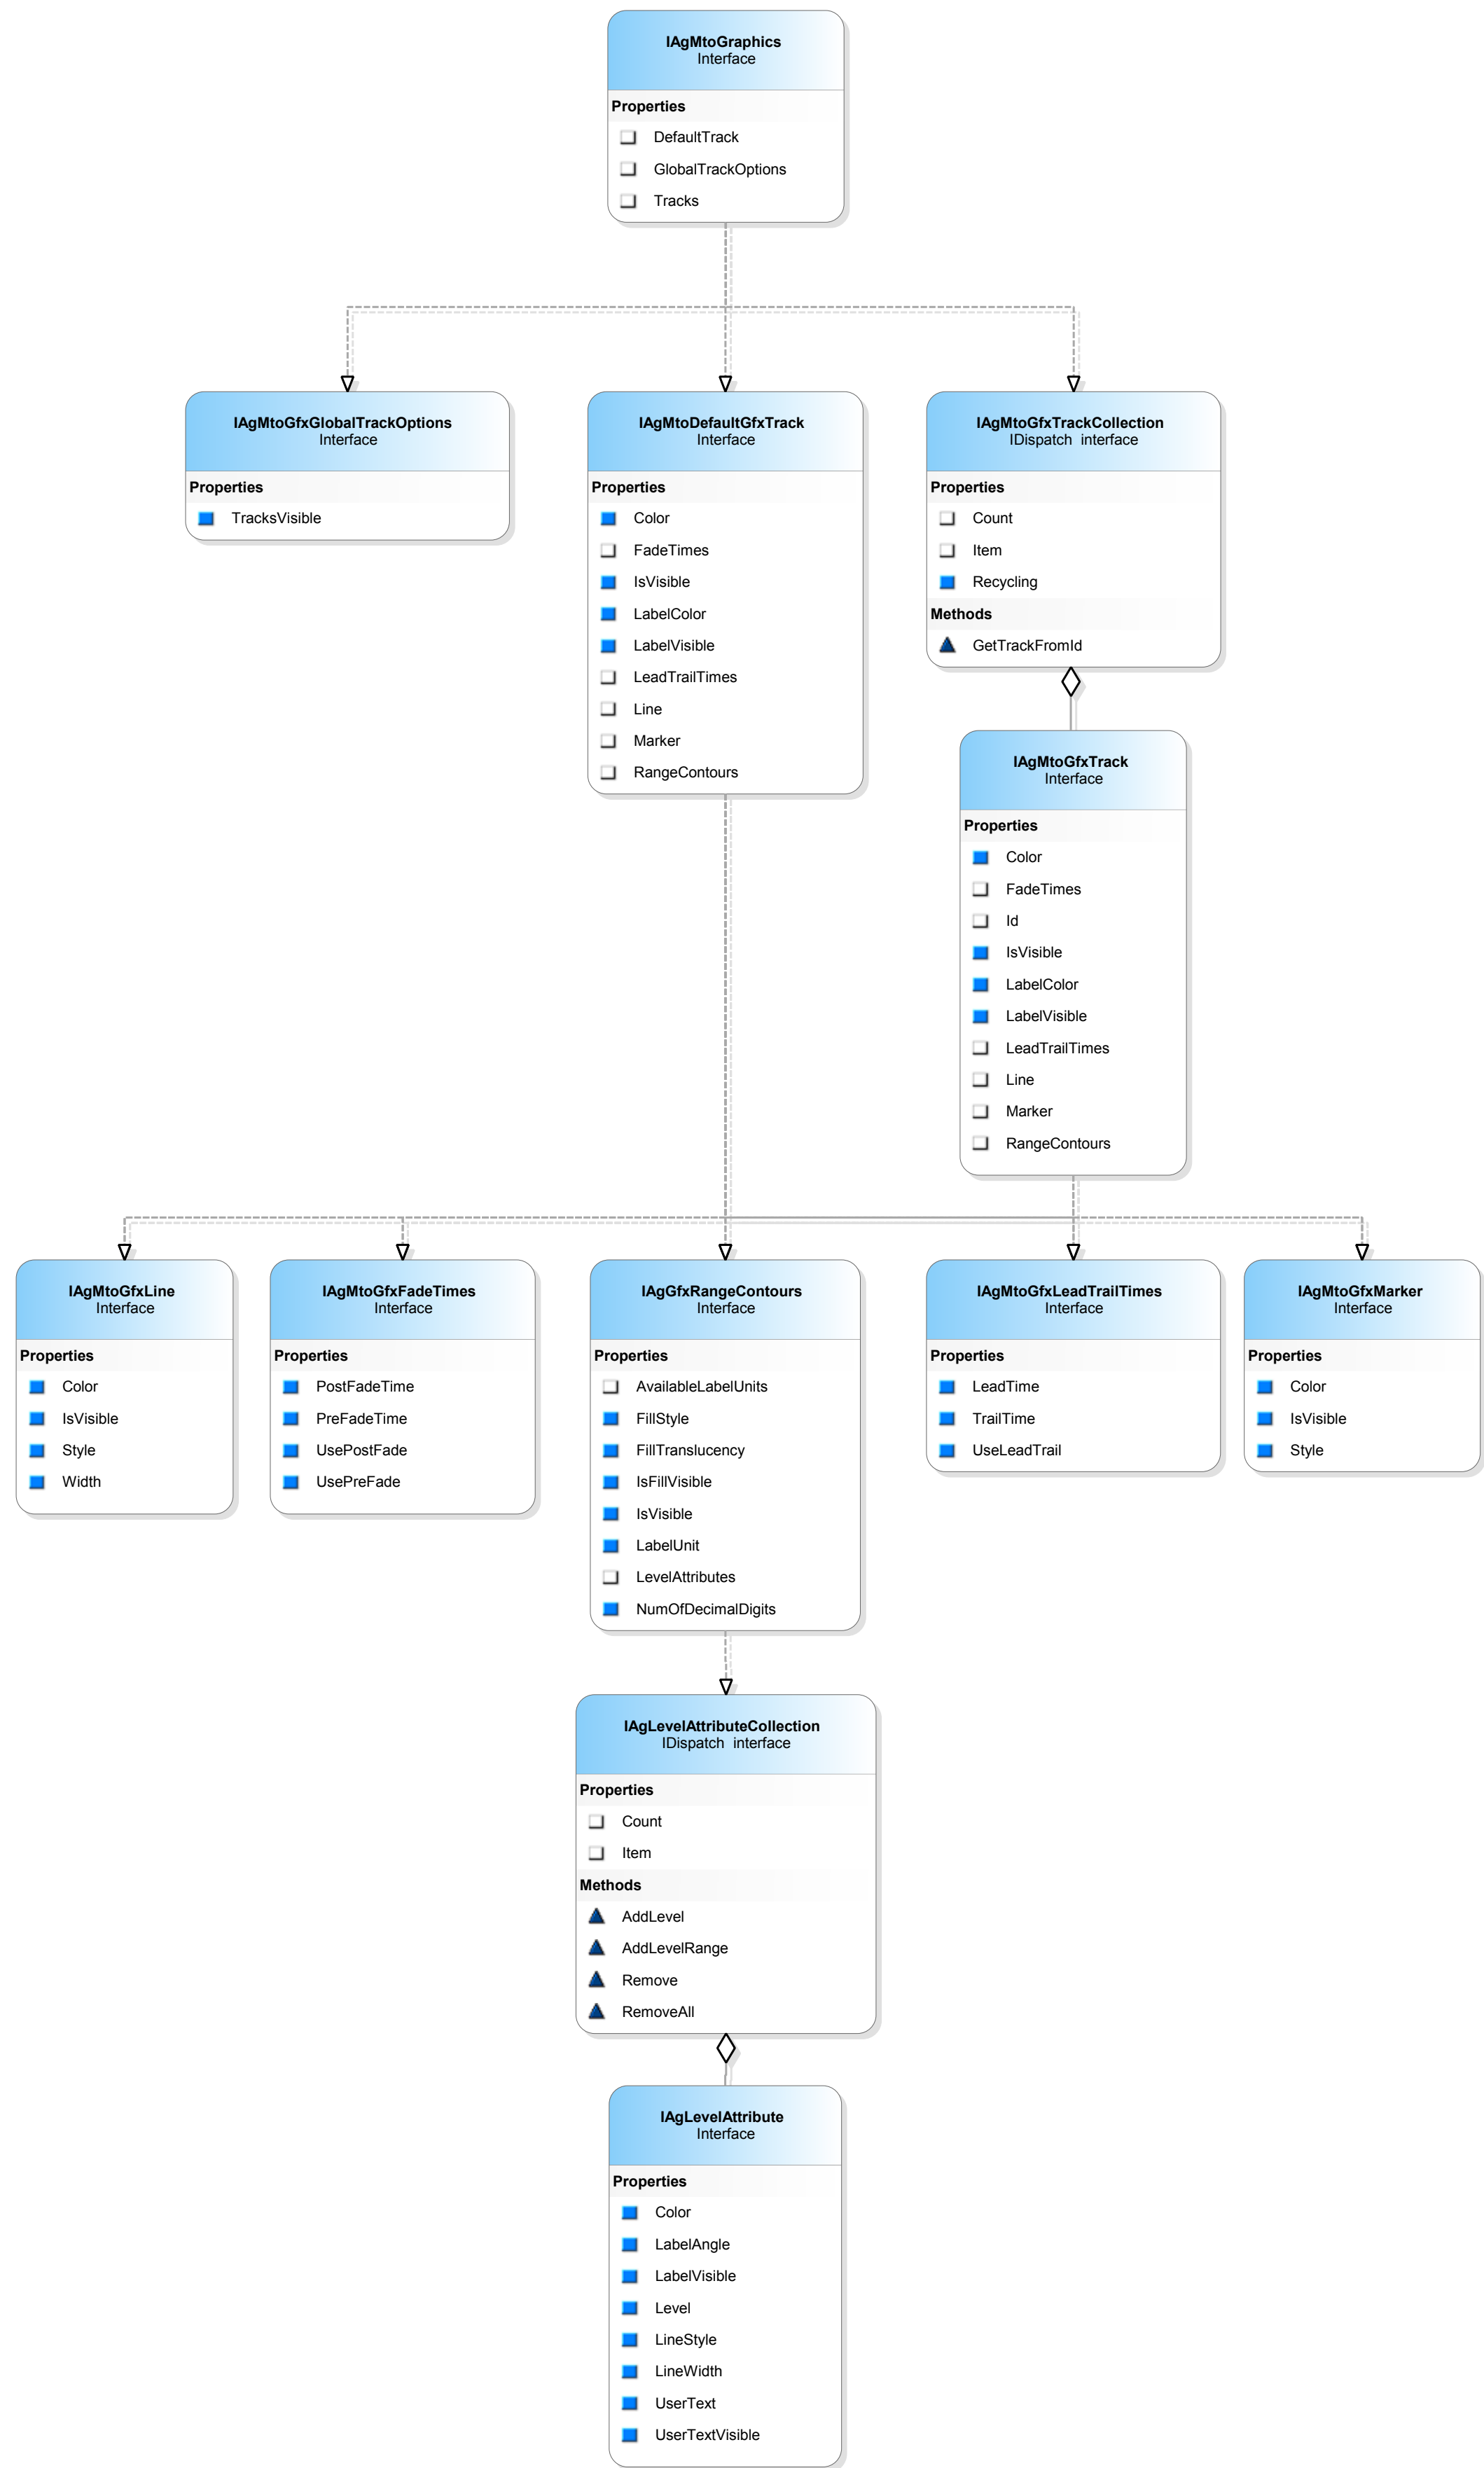 IAgMtoGraphics
Interface
Properties
DefaultTrack
GlobalTrackOptions
Tracks
IAgMtoGfxGlobalTrackOptions
Interface
Properties
TracksVisible
IAgMtoDefaultGfxTrack
Interface
Properties
Color
FadeTimes
IsVisible
LabelColor
LabelVisible
LeadTrailTimes
Line
Marker
RangeContours
IAgMtoGfxTrackCollection
IDispatch interface
Properties
Count
Item
Recycling
Methods
GetTrackFromId
IAgMtoGfxTrack
Interface
Properties
Color
FadeTimes
Id
IsVisible
LabelColor
LabelVisible
LeadTrailTimes
Line
Marker
RangeContours
IAgMtoGfxLine
Interface
Properties
Color
IsVisible
Style
Width
IAgMtoGfxFadeTimes
Interface
Properties
PostFadeTime
PreFadeTime
UsePostFade
UsePreFade
IAgGfxRangeContours
Interface
Properties
AvailableLabelUnits
FillStyle
FillTranslucency
IsFillVisible
IsVisible
LabelUnit
LevelAttributes
NumOfDecimalDigits
IAgMtoGfxLeadTrailTimes
Interface
Properties
LeadTime
TrailTime
UseLeadTrail
IAgMtoGfxMarker
Interface
Properties
Color
IsVisible
Style
IAgLevelAttributeCollection
IDispatch interface
Properties
Count
Item
Methods
AddLevel
AddLevelRange
Remove
RemoveAll
IAgLevelAttribute
Interface
Properties
Color
LabelAngle
LabelVisible
Level
LineStyle
LineWidth
UserText
UserTextVisible